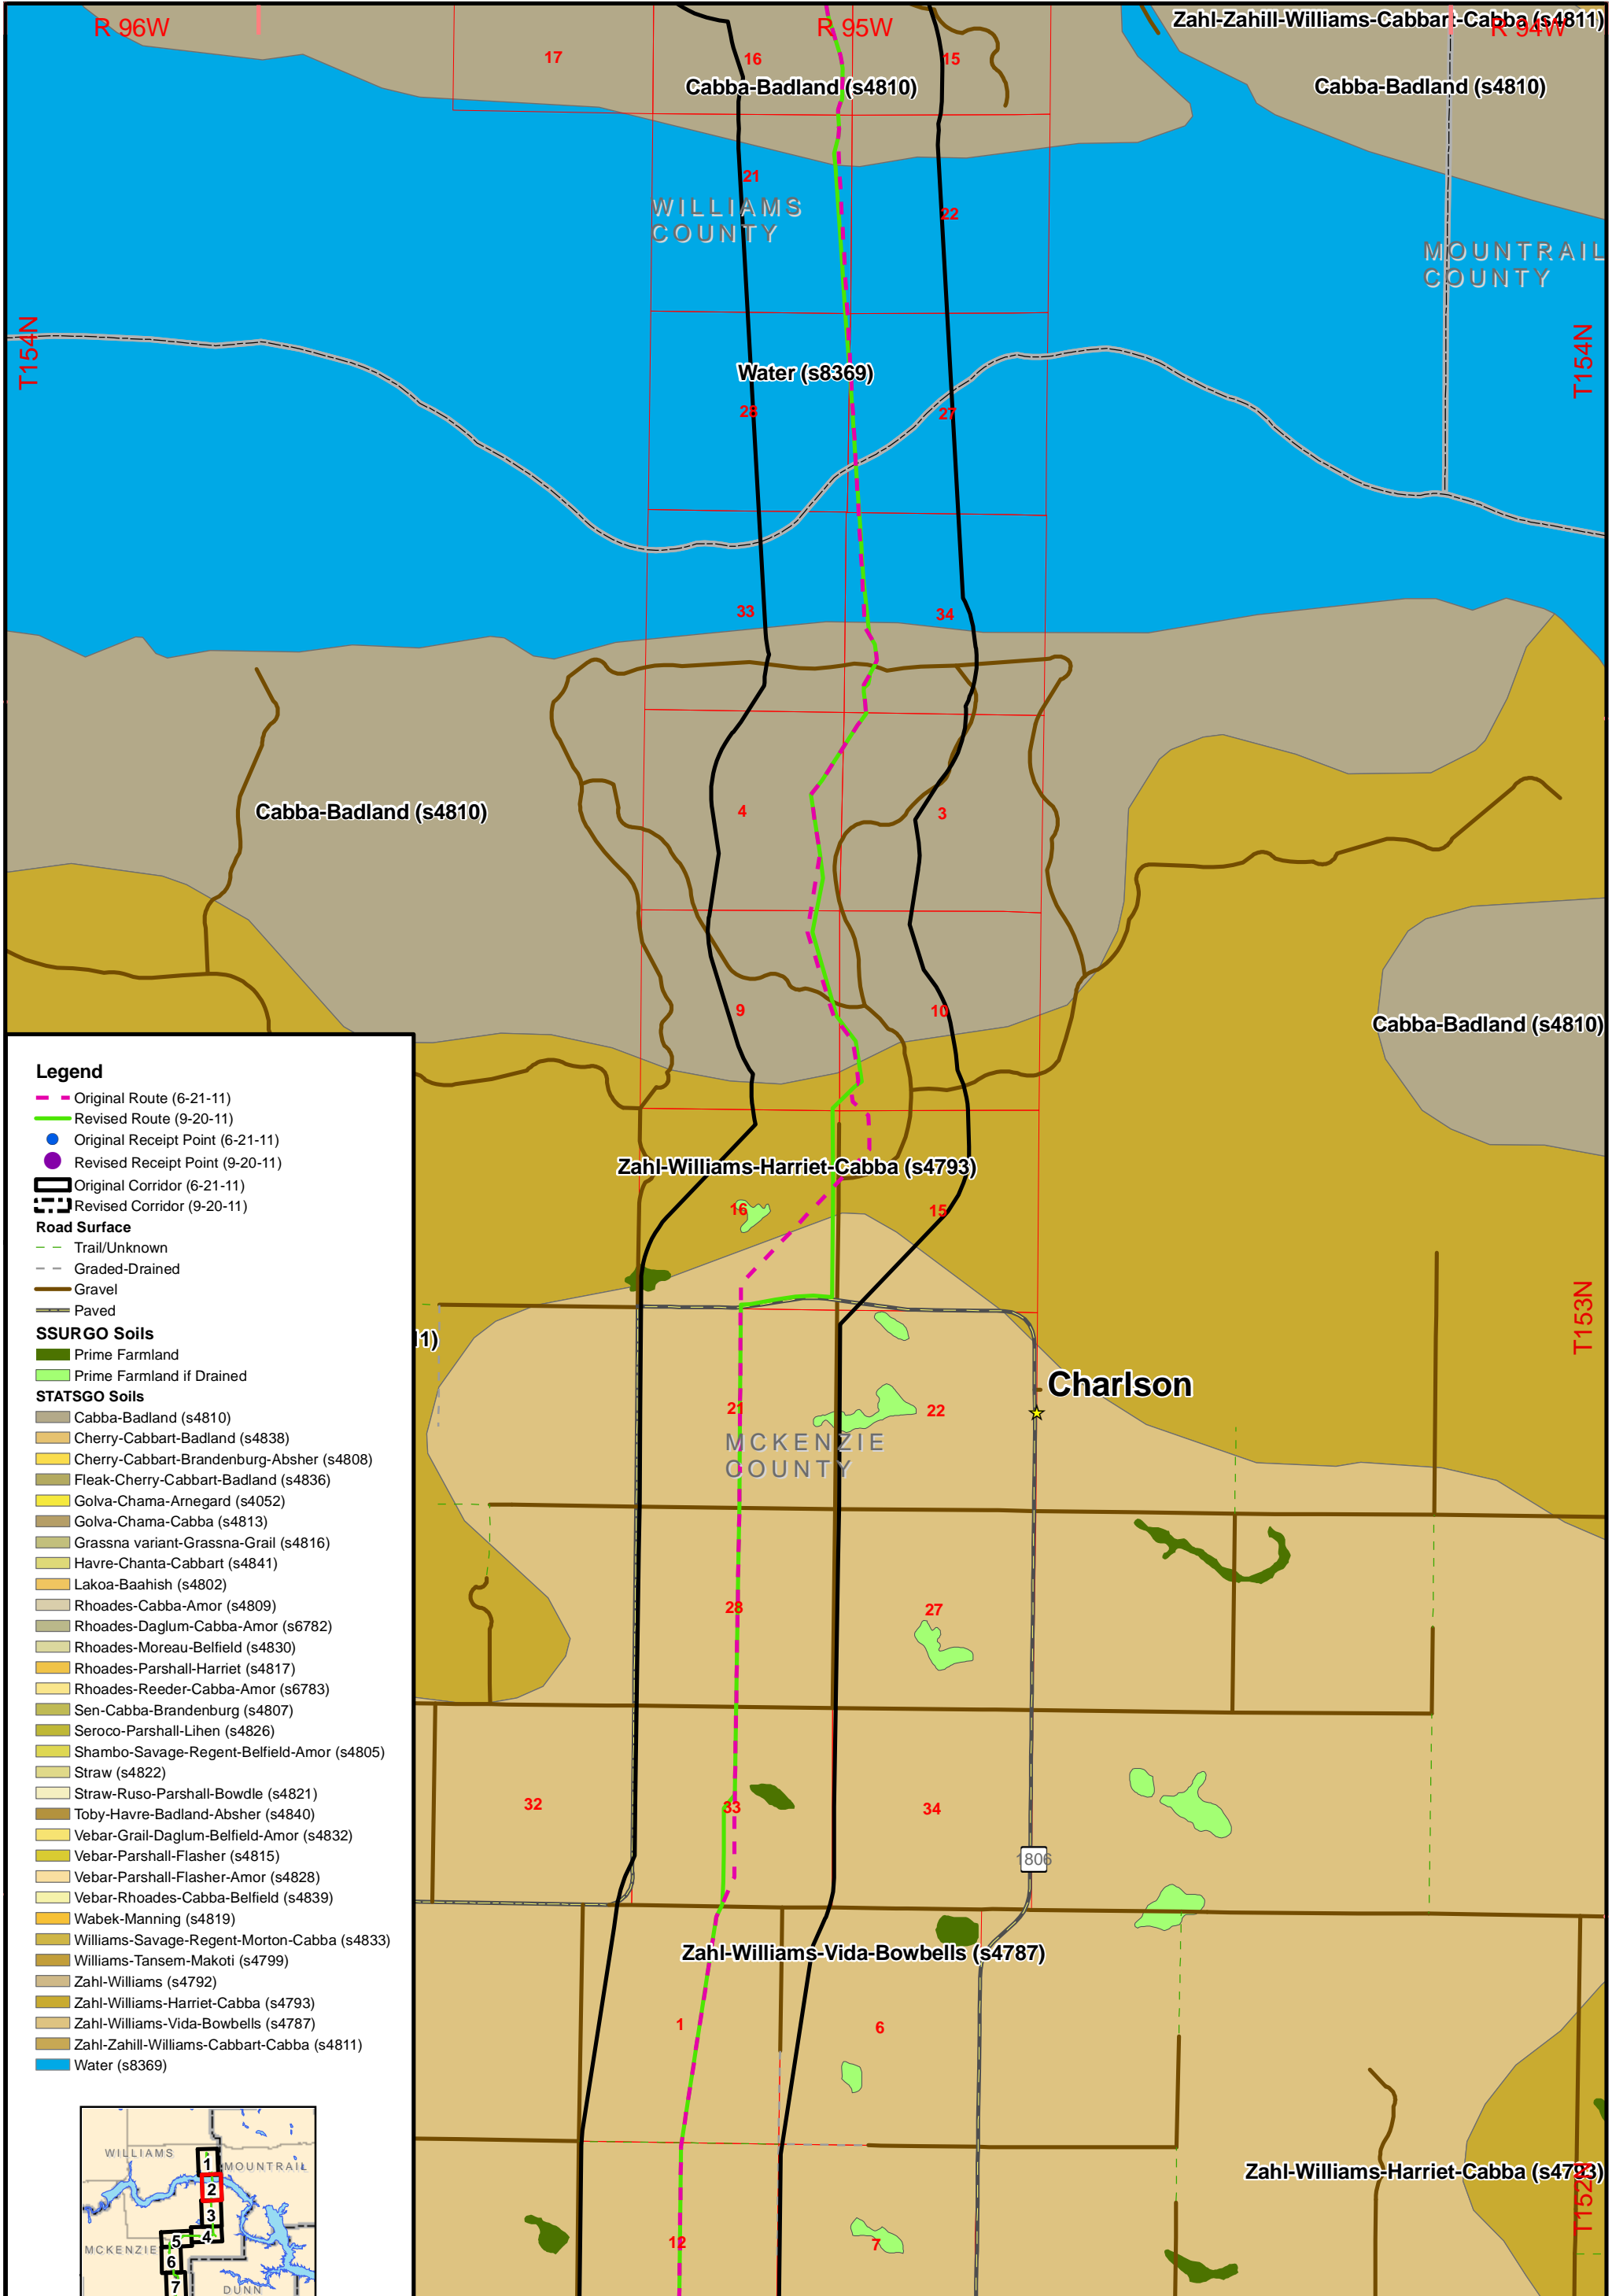 Zahl-Zahill-Williams-Cabbart-Cabba (s4811)
R 96W
R 95W
R 94W
17
16
15
Cabba-Badland (s4810)
Cabba-Badland (s4810)
21
WILLIAMS
COUNTY
22
MOUNTRAIL
COUNTY
T154N
T154N
Water (s8369)
28
27
33
34
Cabba-Badland (s4810)
4
3
9
10
Cabba-Badland (s4810)
Zahl-Williams-Harriet-Cabba (s4793)
16
15
T153N
Charlson
21
22
MCKENZIE
COUNTY
28
27
32
33
34
1806
Zahl-Williams-Vida-Bowbells (s4787)
1
6
Zahl-Williams-Harriet-Cabba (s4793)
T152N
12
7
11)
Legend
Original Route (6-21-11)
Revised Route (9-20-11)
Original Receipt Point (6-21-11)
Revised Receipt Point (9-20-11)
Original Corridor (6-21-11)
Revised Corridor (9-20-11)
Road Surface
Trail/Unknown
Graded-Drained
Gravel
Paved
SSURGO Soils
Prime Farmland
Prime Farmland if Drained
STATSGO Soils
Cabba-Badland (s4810)
Cherry-Cabbart-Badland (s4838)
Cherry-Cabbart-Brandenburg-Absher (s4808)
Fleak-Cherry-Cabbart-Badland (s4836)
Golva-Chama-Arnegard (s4052)
Golva-Chama-Cabba (s4813)
Grassna variant-Grassna-Grail (s4816)
Havre-Chanta-Cabbart (s4841)
Lakoa-Baahish (s4802)
Rhoades-Cabba-Amor (s4809)
Rhoades-Daglum-Cabba-Amor (s6782)
Rhoades-Moreau-Belfield (s4830)
Rhoades-Parshall-Harriet (s4817)
Rhoades-Reeder-Cabba-Amor (s6783)
Sen-Cabba-Brandenburg (s4807)
Seroco-Parshall-Lihen (s4826)
Shambo-Savage-Regent-Belfield-Amor (s4805)
Straw (s4822)
Straw-Ruso-Parshall-Bowdle (s4821)
Toby-Havre-Badland-Absher (s4840)
Vebar-Grail-Daglum-Belfield-Amor (s4832)
Vebar-Parshall-Flasher (s4815)
Vebar-Parshall-Flasher-Amor (s4828)
Vebar-Rhoades-Cabba-Belfield (s4839)
Wabek-Manning (s4819)
Williams-Savage-Regent-Morton-Cabba (s4833)
Williams-Tansem-Makoti (s4799)
Zahl-Williams (s4792)
Zahl-Williams-Harriet-Cabba (s4793)
Zahl-Williams-Vida-Bowbells (s4787)
Zahl-Zahill-Williams-Cabbart-Cabba (s4811)
Water (s8369)
WILLIAMS
MOUNTRAIL
1
2
3
4
5
MCKENZIE
6
7
DUNN